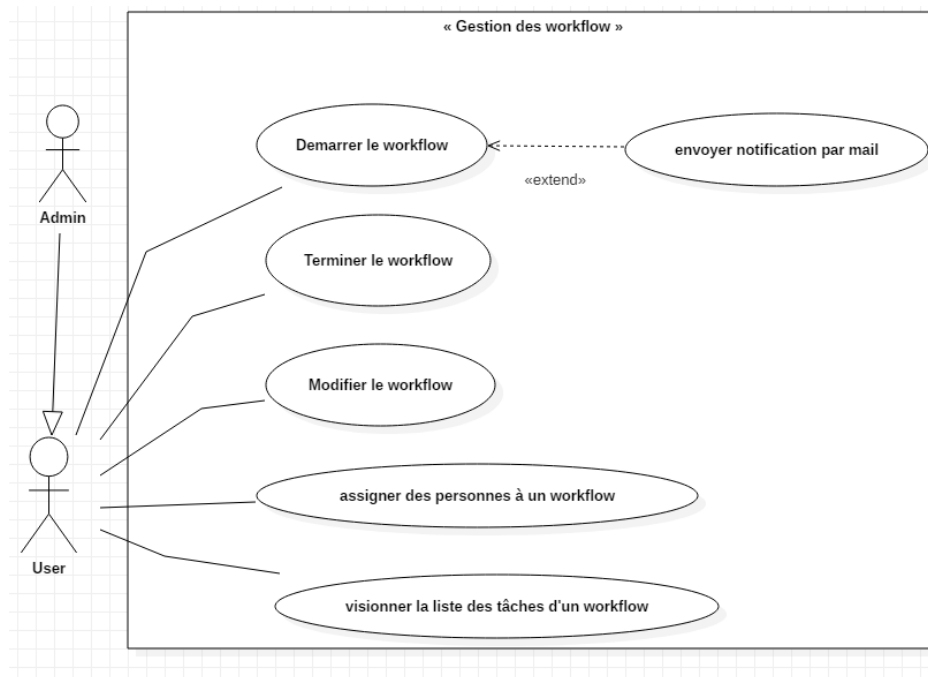 « Gestion des workflow »
Demarrer le workflow
envoyer notification par mail
«extend»
Admin
Terminer le workflow
Modifier le workflow
assigner des personnes à un workflow
User
visionner la liste des tâches d'un workflow